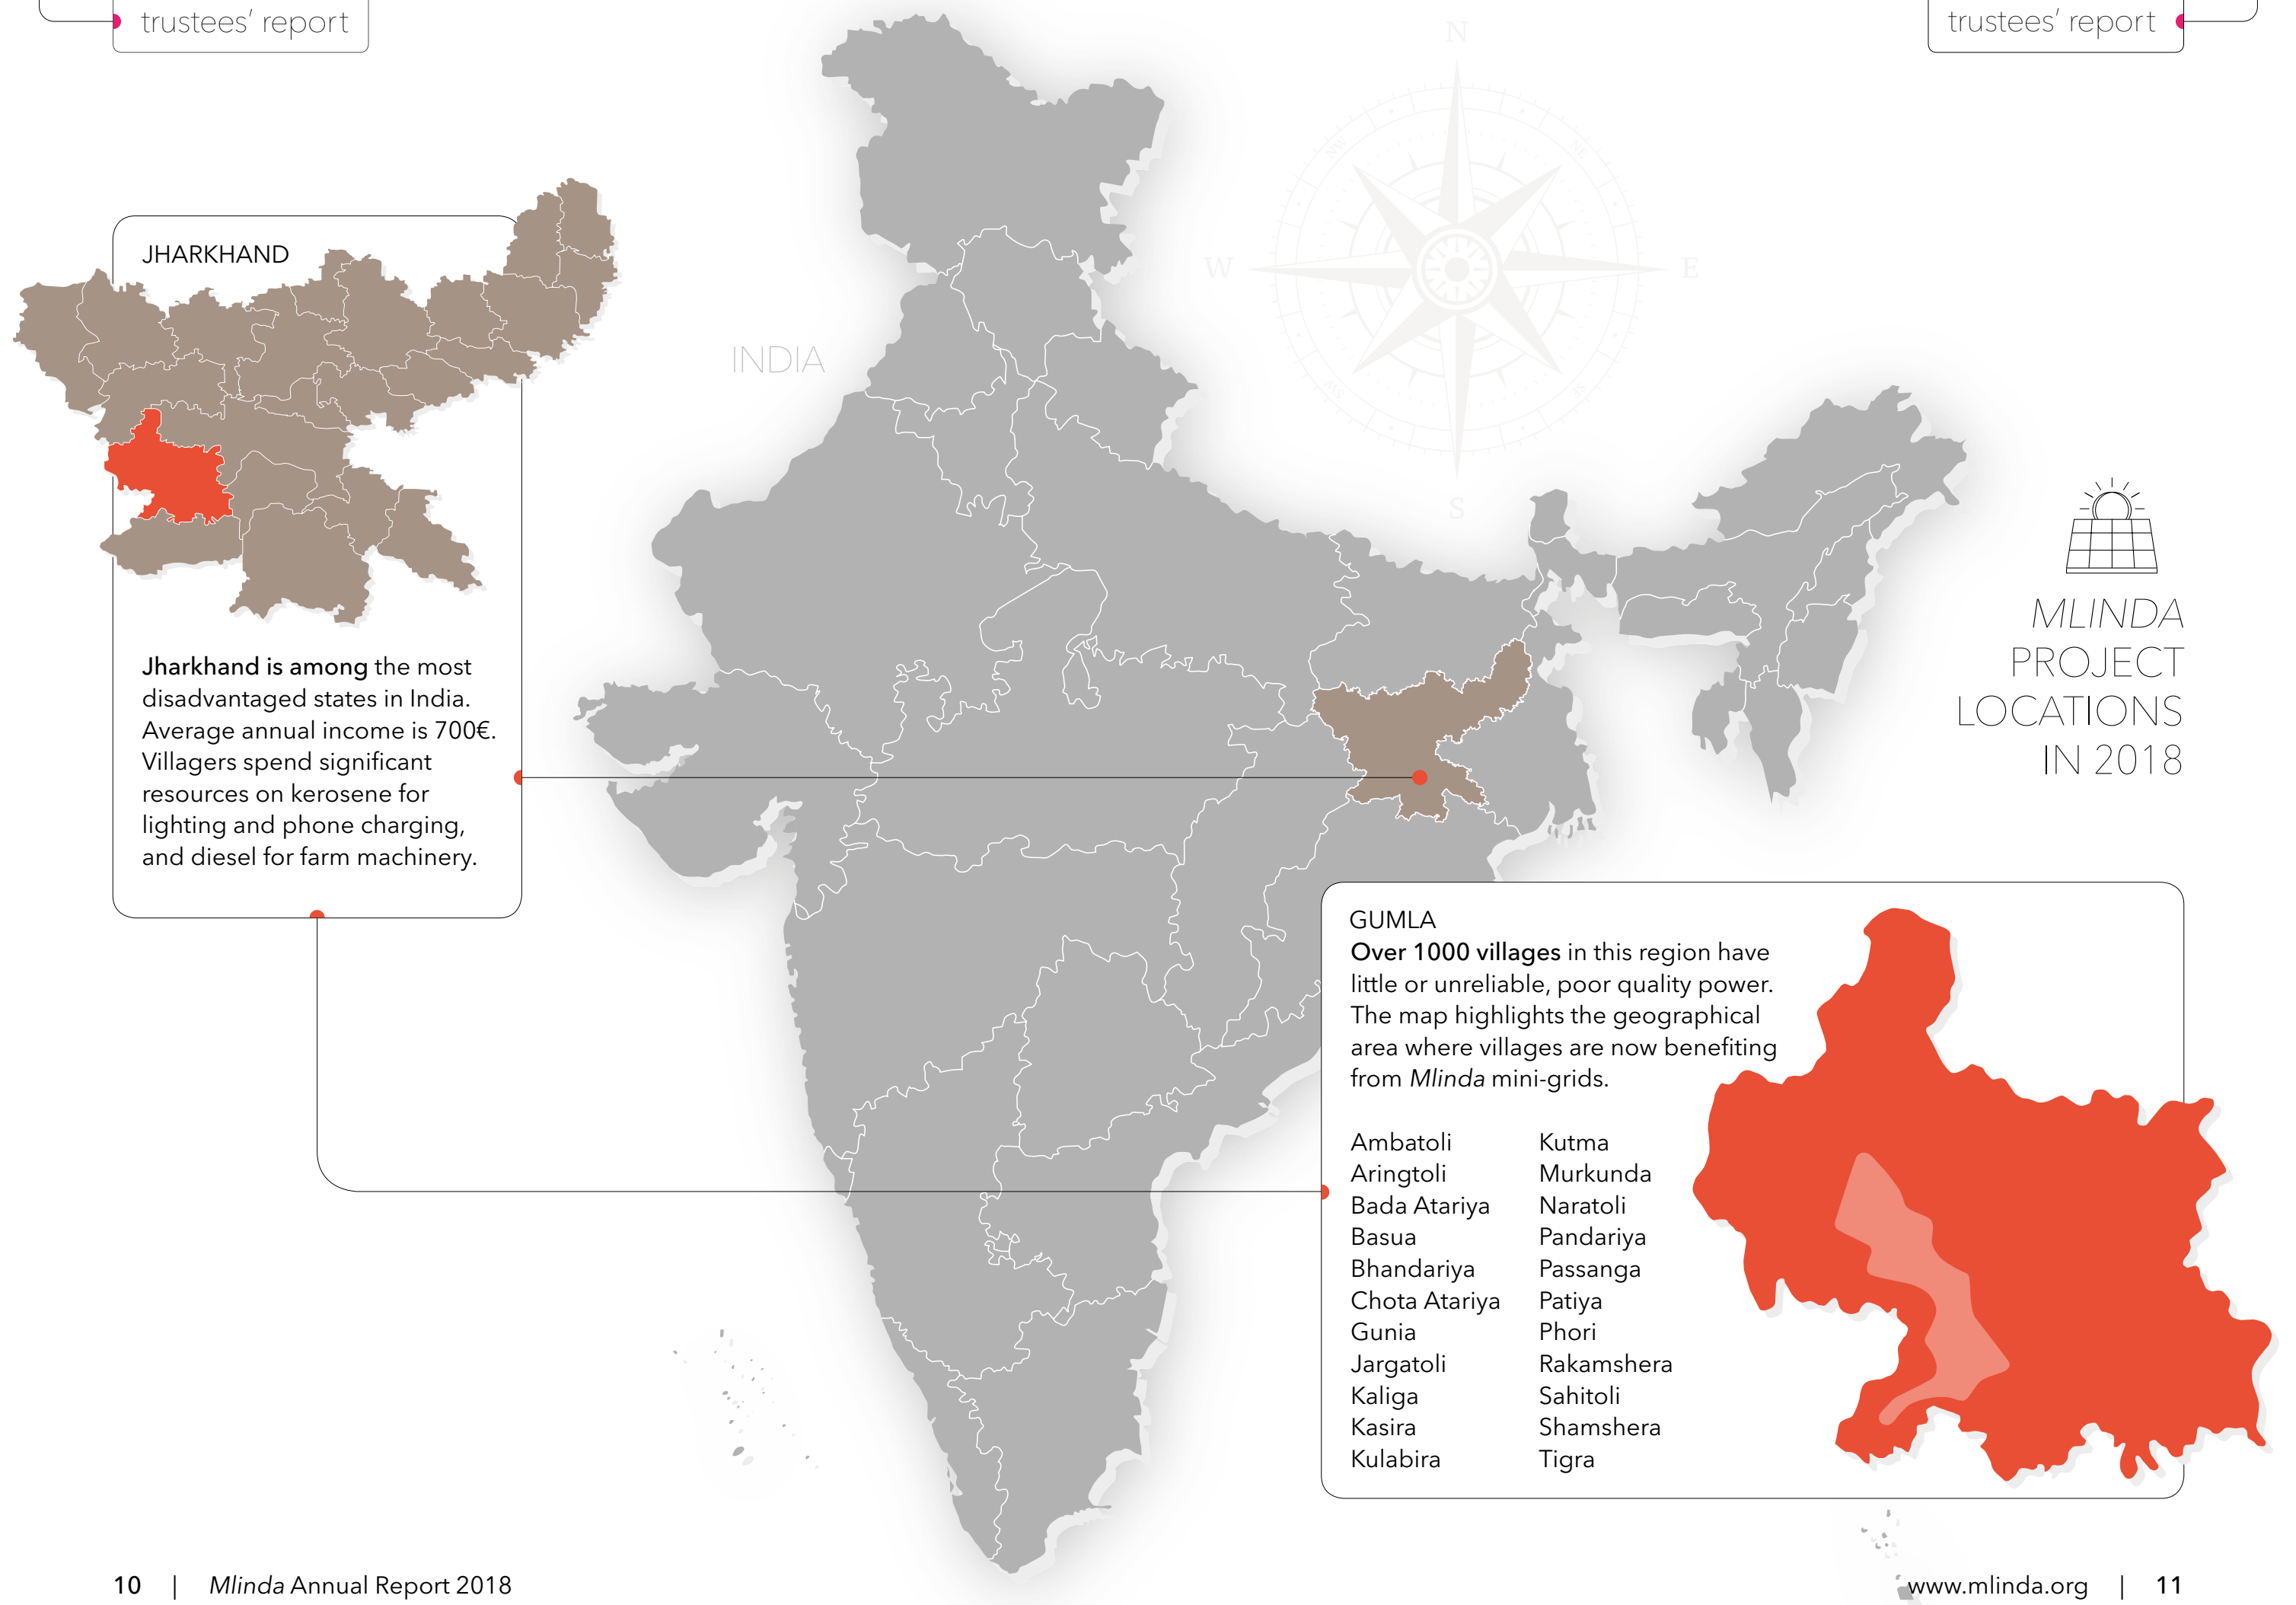 trustees’ report
trustees’ report
N
NW
NE
W
E
SW
SE
S
INDIA
JHARKHAND
Jharkhand is among the most
disadvantaged states in India.
Average annual income is 700€.
Villagers spend significant
resources on kerosene for
lighting and phone charging,
and diesel for farm machinery.
MLINDA
PROJECT
LOCATIONS
IN 2018
GUMLA
Over 1000 villages in this region have
little or unreliable, poor quality power.
The map highlights the geographical
area where villages are now benefiting
from Mlinda mini-grids.
Ambatoli
Aringtoli
Bada Atariya
Basua
Bhandariya
Chota Atariya
Gunia
Jargatoli
Kaliga
Kasira
Kulabira
Kutma
Murkunda
Naratoli
Pandariya
Passanga
Patiya
Phori
Rakamshera
Sahitoli
Shamshera
Tigra
10 | Mlinda Annual Report 2018
www.mlinda.org | 11